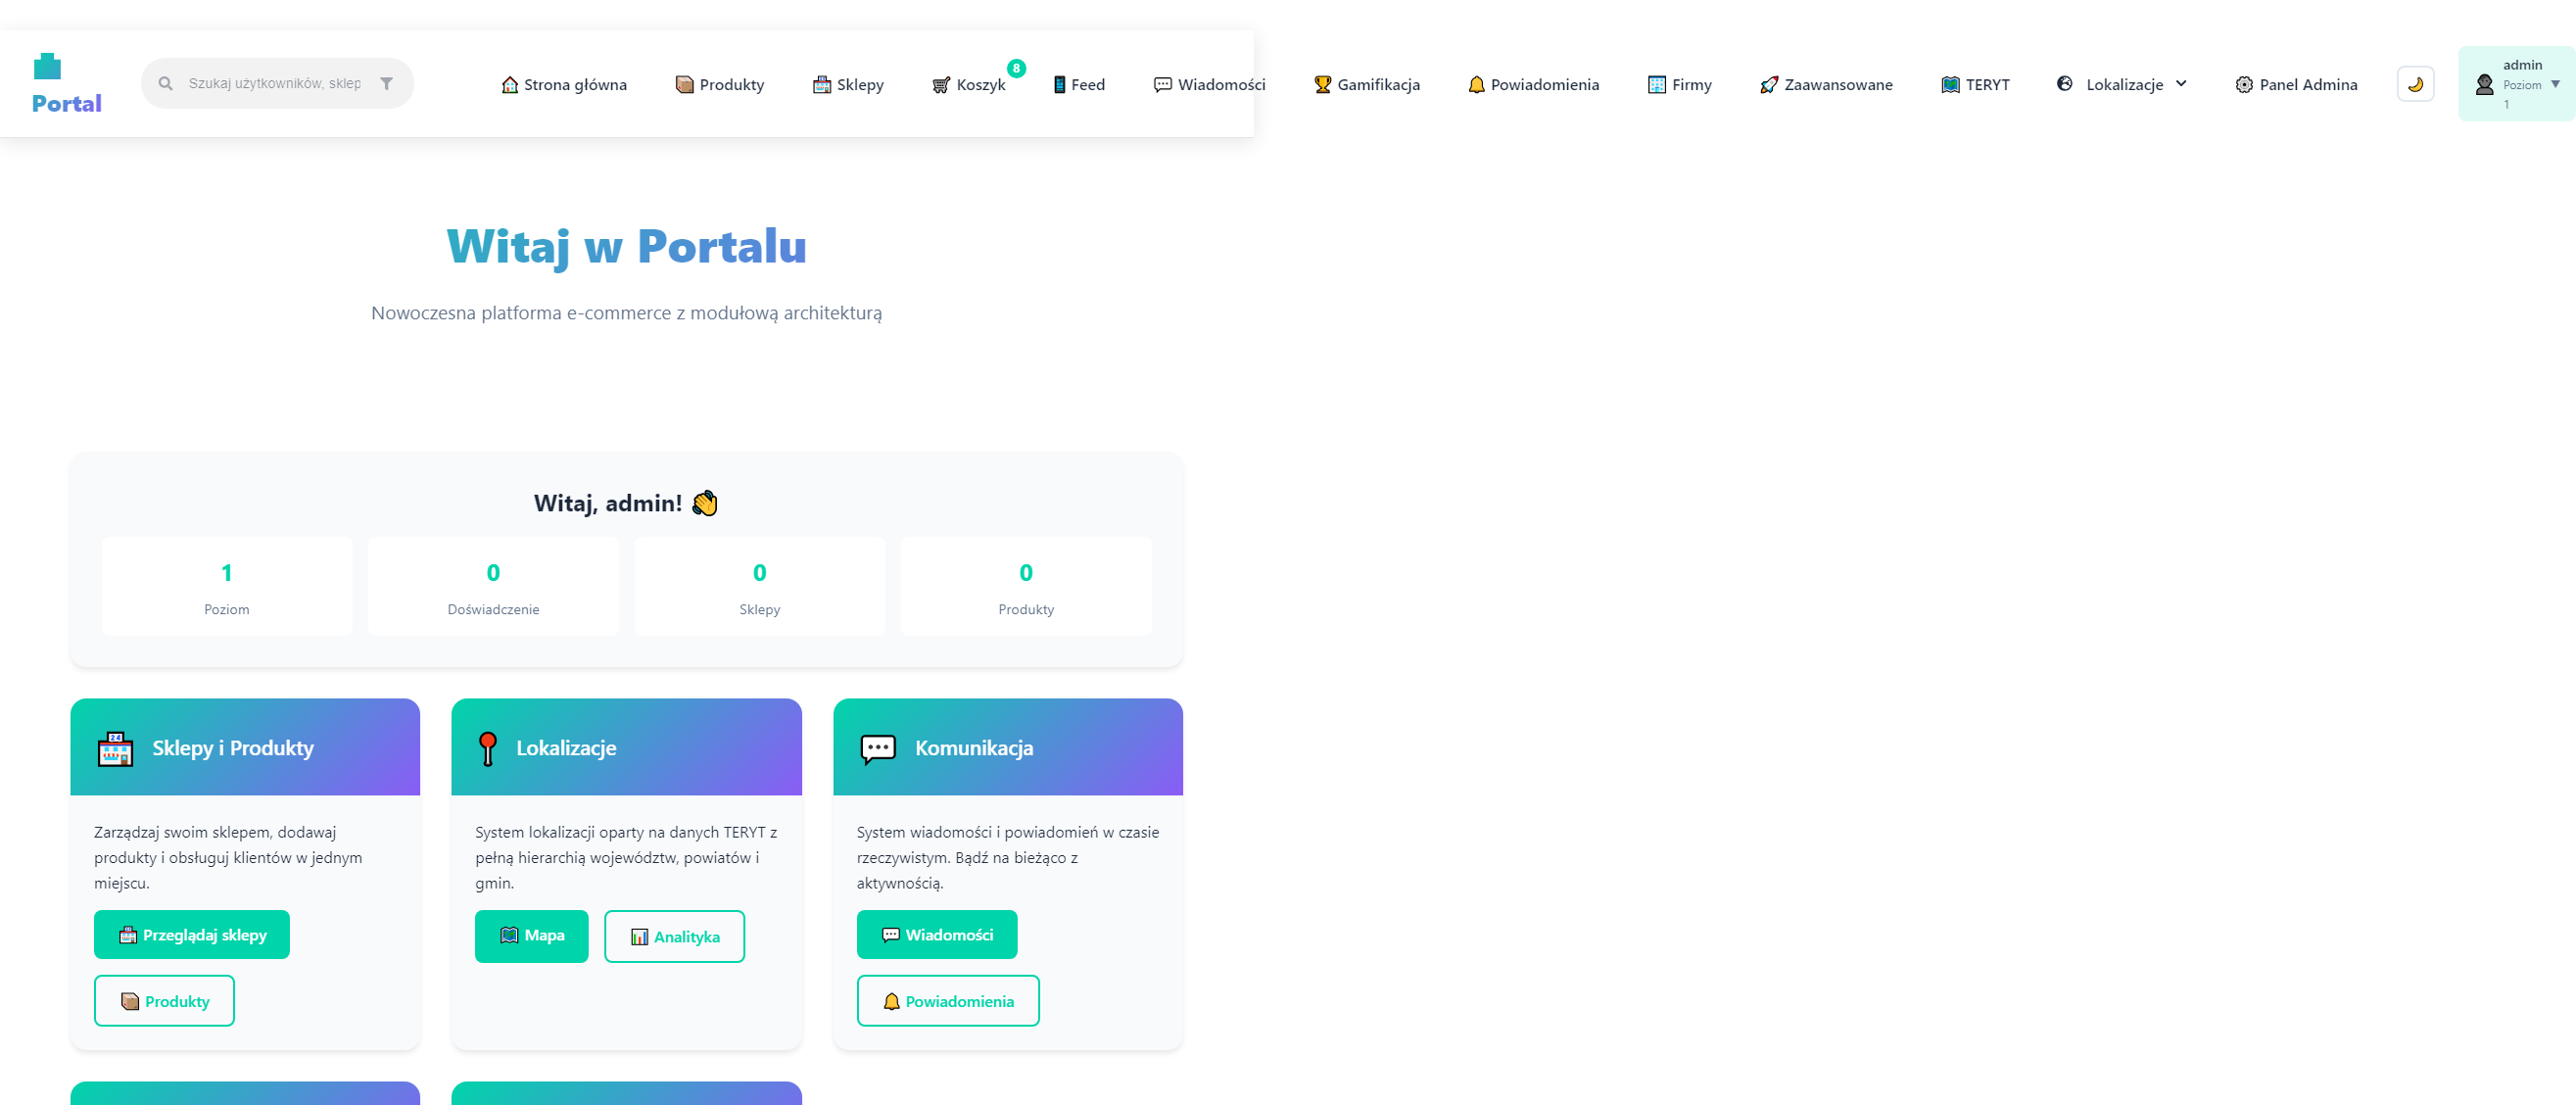 Portal
Szukaj użytkowników, sklep
Strona główna
Produkty
Sklepy
Koszyk
8
Feed
Wiadomości
Gamifikacja
Powiadomienia
Firmy
Zaawansowane
TERYT
Lokalizacje
Panel Admina
admin
Poziom
1
Witaj w Portalu
Nowoczesna platforma e-commerce z modułową architekturą
Witaj, admin!
1
Poziom
0
Doświadczenie
0
Sklepy
0
Produkty
Sklepy i Produkty
Zarządzaj swoim sklepem, dodawaj
produkty i obsługuj klientów w jednym
miejscu.
Przeglądaj sklepy
Produkty
Lokalizacje
System lokalizacji oparty na danych TERYT z
pełną hierarchią województw, powiatów i
gmin.
Mapa
Analityka
Komunikacja
System wiadomości i powiadomień w czasie
rzeczywistym. Bądź na bieżąco z
aktywnością.
Wiadomości
Powiadomienia